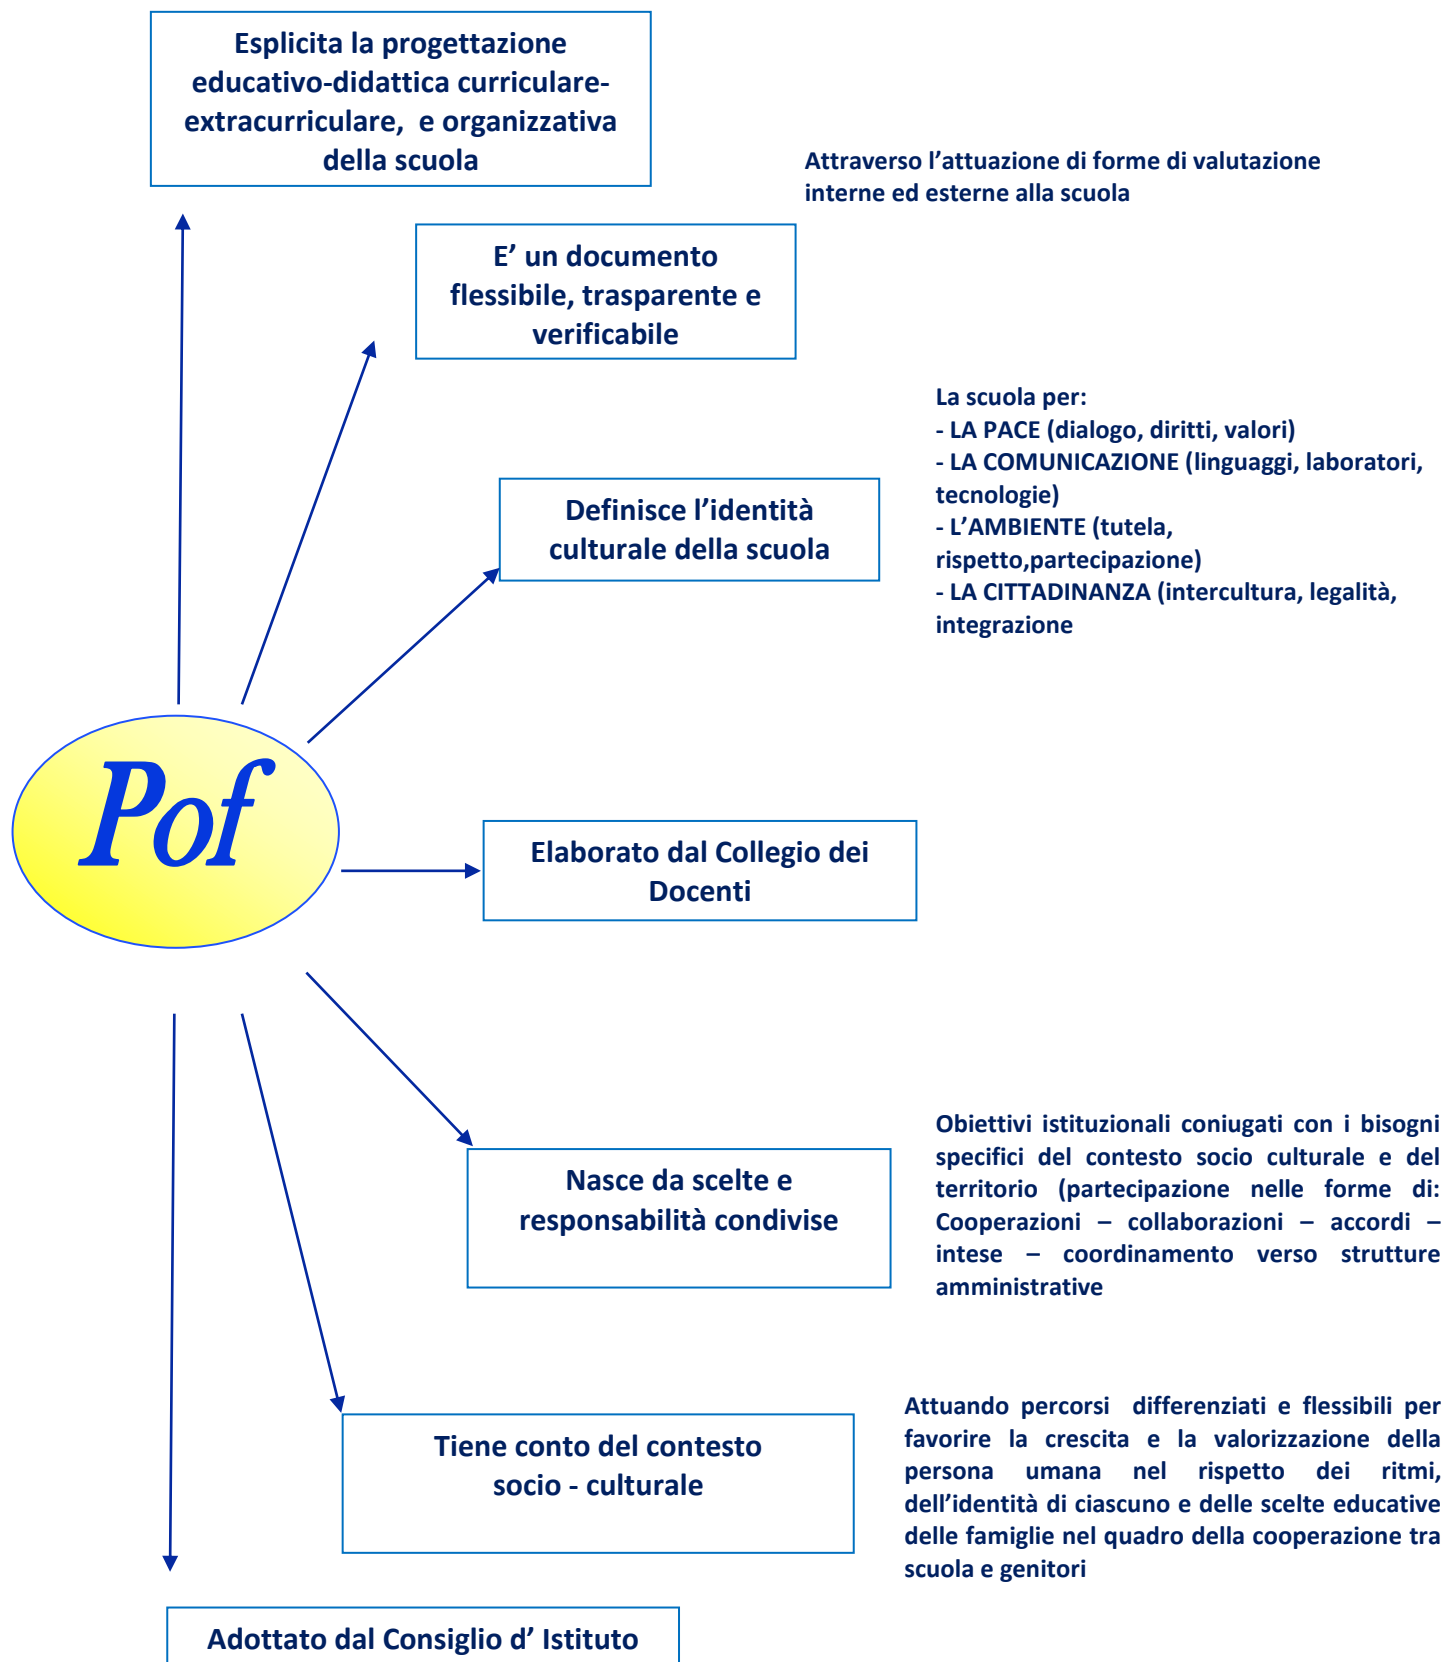 Esplicita la progettazione
educativo-didattica curriculare-
extracurriculare, e organizzativa
della scuola
Attraverso l’attuazione di forme di valutazione
interne ed esterne alla scuola
E’ un documento
flessibile, trasparente e
verificabile
La scuola per:
- LA PACE (dialogo, diritti, valori)
- LA COMUNICAZIONE (linguaggi, laboratori,
tecnologie)
- L’AMBIENTE (tutela,
rispetto,partecipazione)
- LA CITTADINANZA (intercultura, legalità,
integrazione
Definisce l’identità
culturale della scuola
Pof
Elaborato dal Collegio dei
Docenti
Nasce da scelte e
responsabilità condivise
Obiettivi istituzionali coniugati con i bisogni
specifici del contesto socio culturale e del
territorio (partecipazione nelle forme di:
Cooperazioni – collaborazioni – accordi –
intese – coordinamento verso strutture
amministrative
Tiene conto del contesto
socio - culturale
Attuando percorsi differenziati e flessibili per
favorire la crescita e la valorizzazione della
persona umana nel rispetto dei ritmi,
dell’identità di ciascuno e delle scelte educative
delle famiglie nel quadro della cooperazione tra
scuola e genitori
Adottato dal Consiglio d’ Istituto